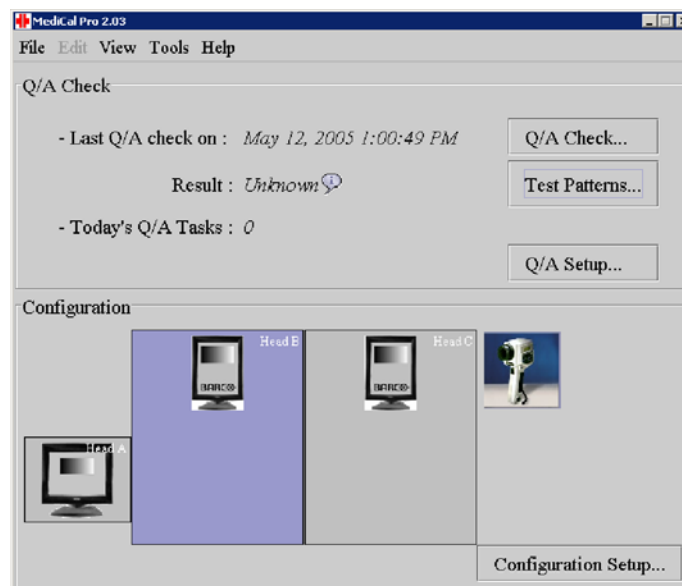 MediCal Pro 2.03
File Edit View Tools Help
Q/A Check
- Last Q/A check on : May 12, 2005 1:00:49 PM
Q/A Check...
Result : Unknown
Test Patterns...
- Today's Q/A Tasks : 0
Q/A Setup...
Configuration
Head B
Head C
BARCO
BARCO
Head A
Configuration Setup...